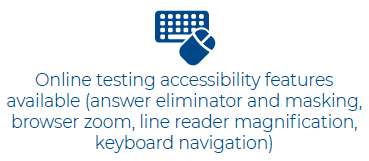 Online testing accessibility features
available (answer eliminator and masking,
browser zoom, line reader magnification,
keyboard navigation)